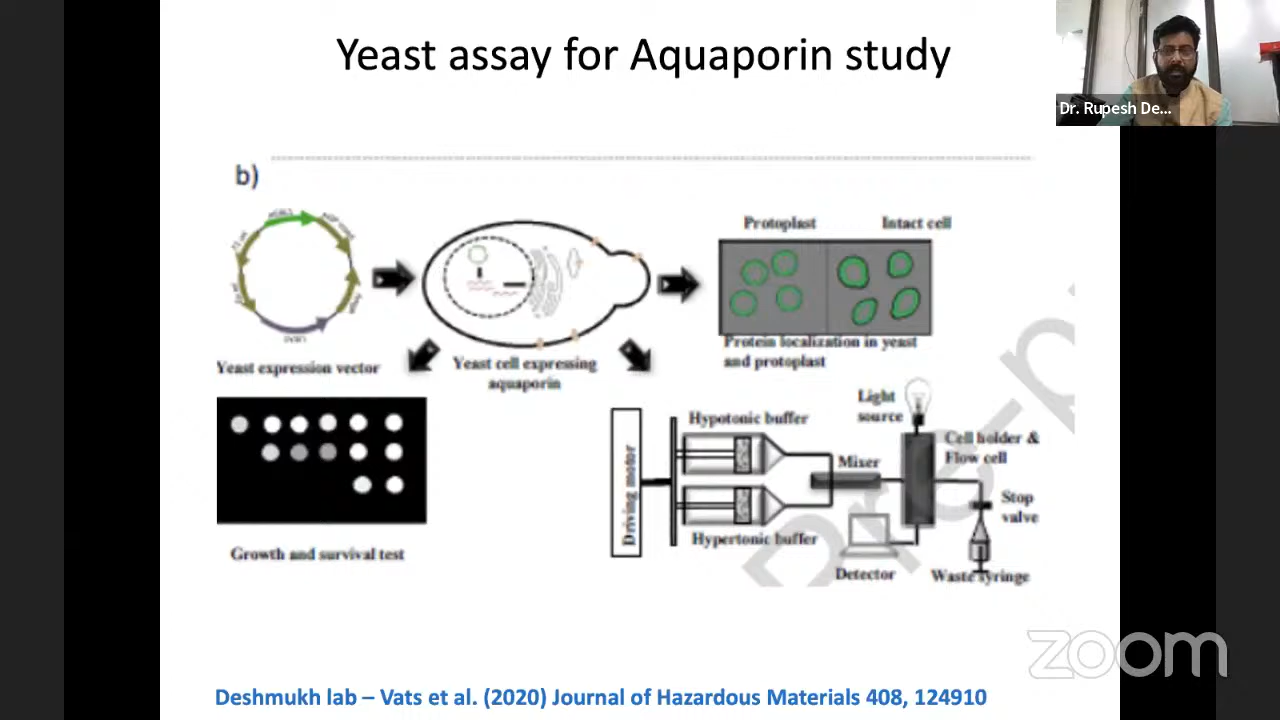 Yeast assay for Aquaporin study
Dr. Rupesh De...
b)
Protoplast
Intact cell
Protein localization in yeast
and protoplast
Yeast expression vector
Yeast cell expressing
aquaporin
Growth and survival test
Driving motor
Hypotonic buffer
Hypertonic buffer
Mixer
Light
source
Cell holder &
Flow cell
Stop
valve
Detector
Waste syringe
Pre-p
zoom
Deshmukh lab – Vats et al. (2020) Journal of Hazardous Materials 408, 124910